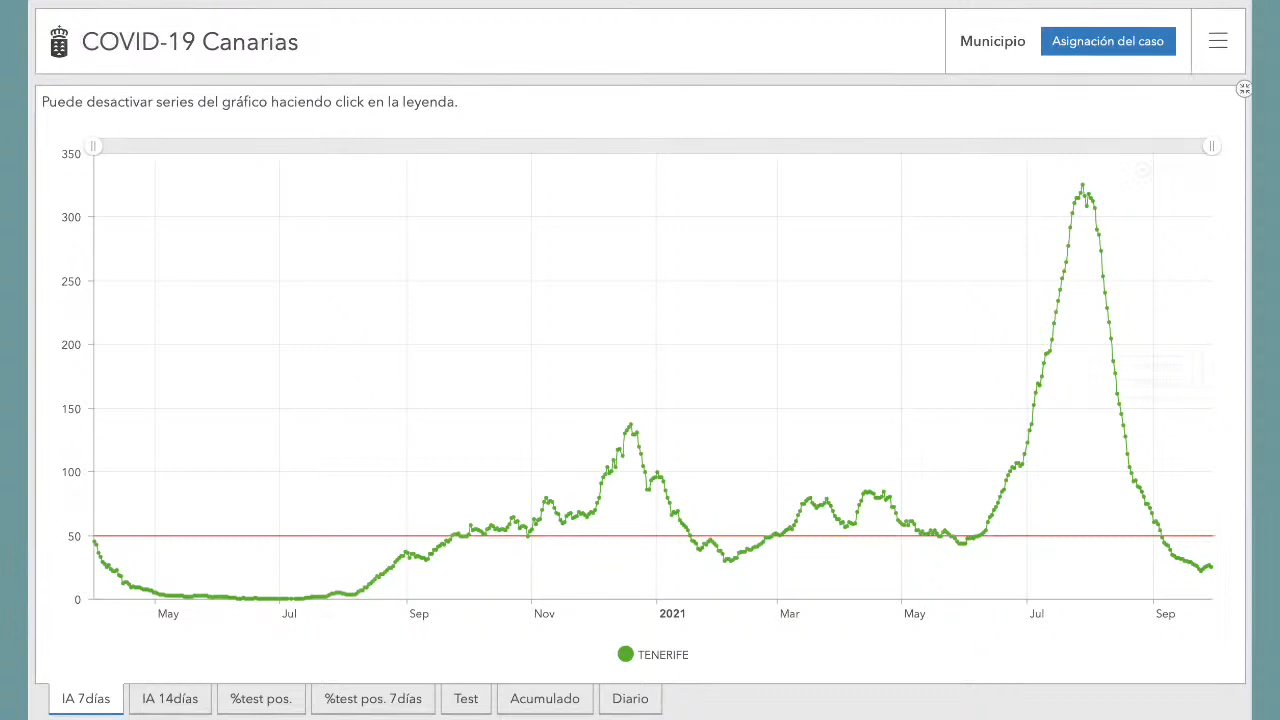 COVID-19 Canarias
Municipio
Asignación del caso
Puede desactivar series del gráfico haciendo click en la leyenda.
350
300
250
200
150
100
50
0
May
Jul
Sep
Nov
2021
Mar
May
Jul
Sep
TENERIFE
IA 7días
IA 14días
%test pos.
%test pos. 7días
Test
Acumulado
Diario